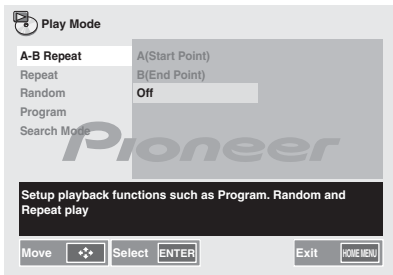 Play Mode
A-B Repeat
Repeat
Random
Program
Search Mode
A(Start Point)
B(End Point)
Off
Pioneer
Setup playback functions such as Program. Random and
Repeat play
Move Select ENTER Exit HOME MENU